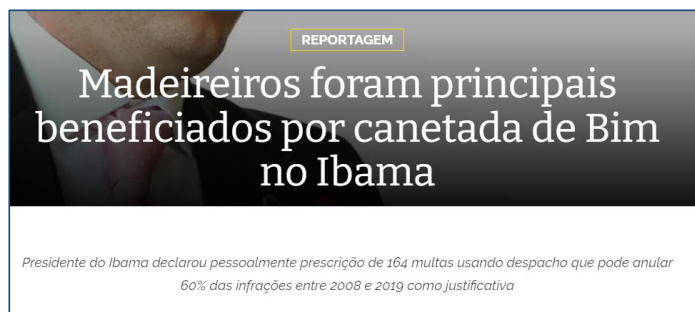 REPORTAGEM
Madeireiros foram principais
beneficiados por canetada de Bim
no Ibama
Presidente do Ibama declarou pessoalmente prescrição de 164 multas usando despacho que pode anular
60% das infrações entre 2008 e 2019 como justificativa